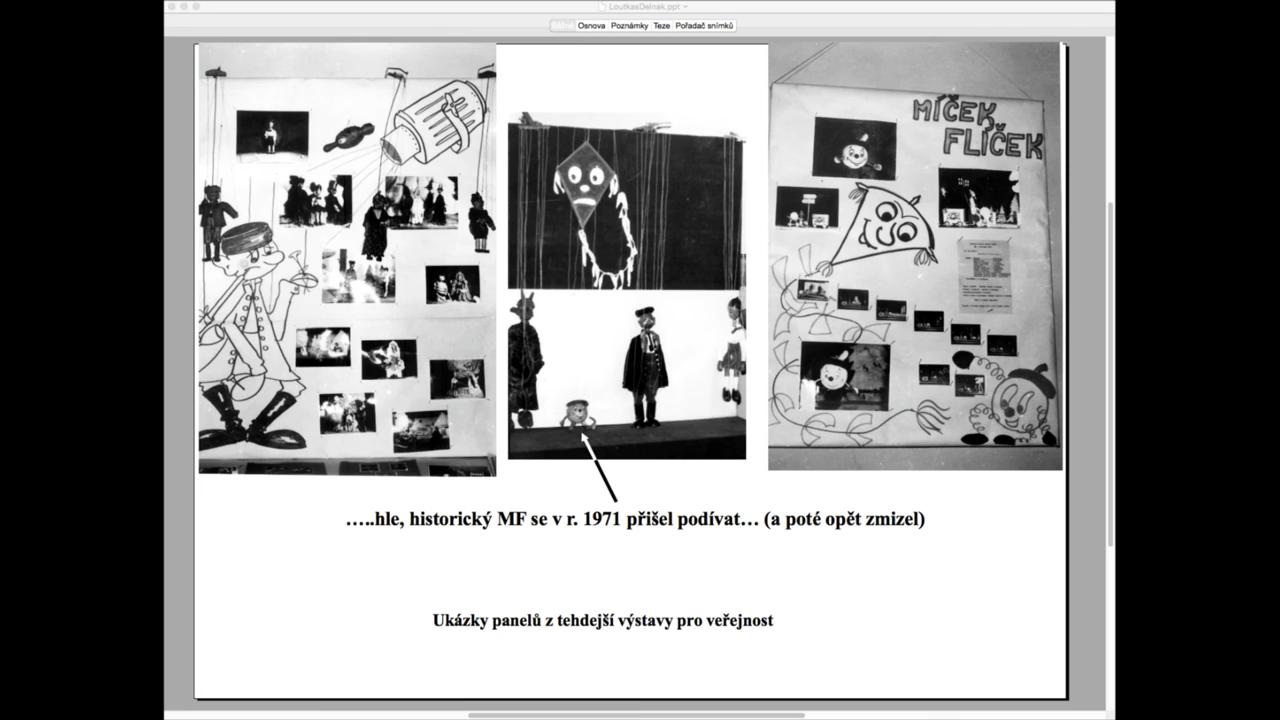 LoutkasDelnak.ppt
Osnova Poznámky Teze Pořadač snímků
MÍČEK
FLÍČEK
…..hle, historický MF se v r. 1971 přišel podívat… (a poté opět zmizel)
Ukázky panelů z tehdejší výstavy pro veřejnost